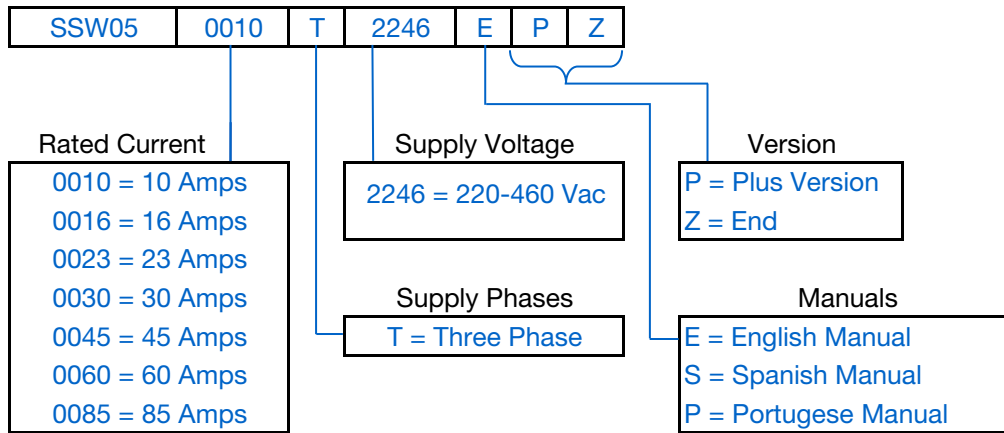 SSW05 0010 T 2246 E P Z
Rated Current
0010 = 10 Amps
0016 = 16 Amps
0023 = 23 Amps
0030 = 30 Amps
0045 = 45 Amps
0060 = 60 Amps
0085 = 85 Amps
Supply Voltage
2246 = 220-460 Vac
Supply Phases
T = Three Phase
Version
P = Plus Version
Z = End
Manuals
E = English Manual
S = Spanish Manual
P = Portugese Manual